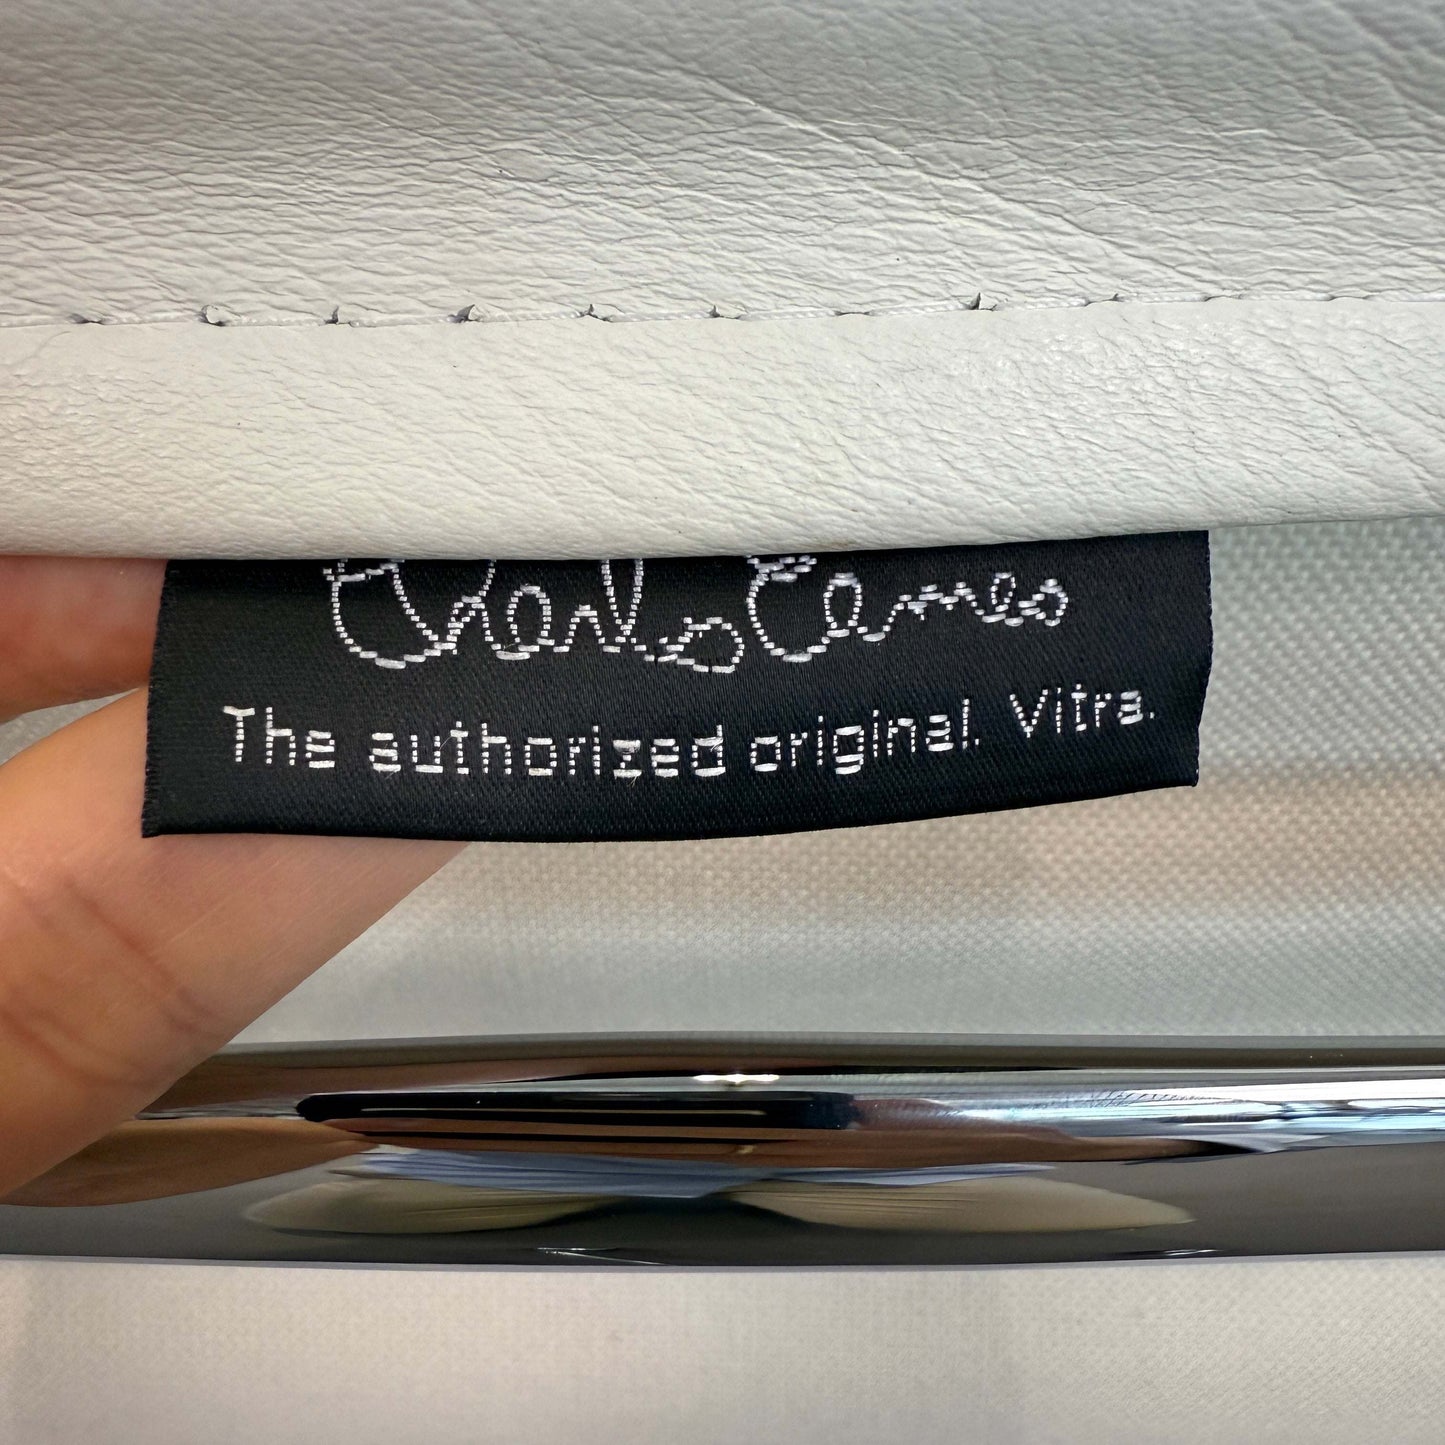 Charles Eames
The authorized original. Vitra.